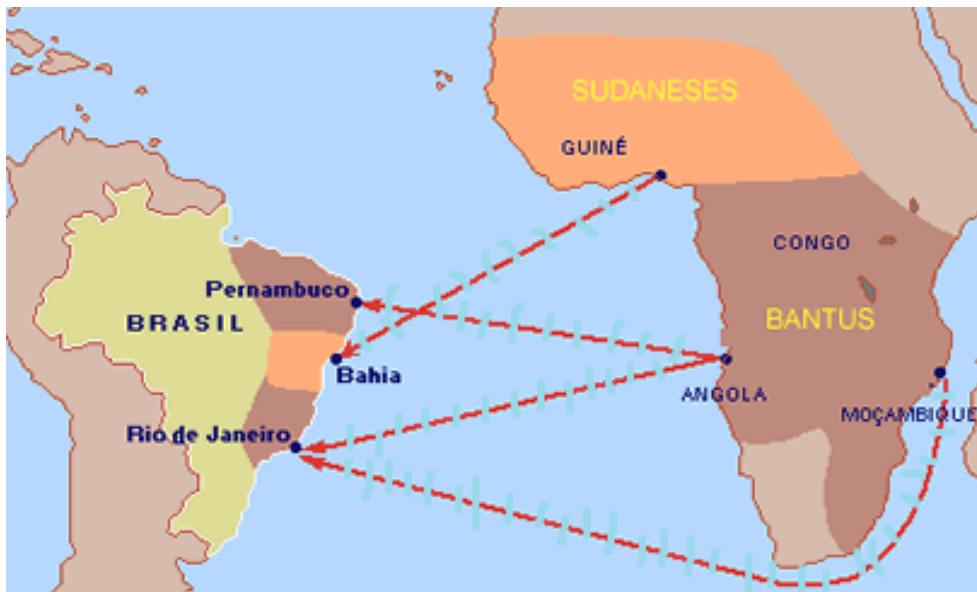 SUDANESES
GUINÉ
CONGO
Pernambuco
BRASIL
BANTUS
Bahia
ANGOLA
MOÇAMBIQUE
Rio de Janeiro